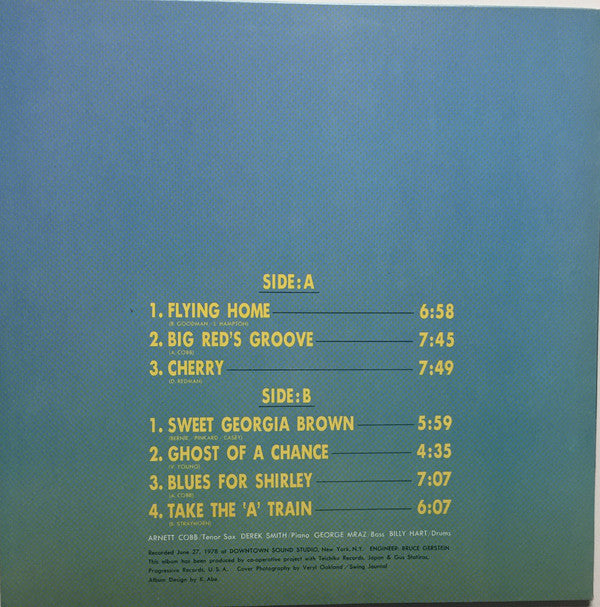 SIDE:A
1. FLYING HOME 6:58
(B. GOODMAN · L. HAMPTON)
2. BIG RED'S GROOVE 7:45
(A. COBB)
3. CHERRY 7:49
(D. REDMAN)
SIDE:B
1. SWEET GEORGIA BROWN 5:59
(BERNIE / PINKARD / CASEY)
2. GHOST OF A CHANCE 4:35
(V. YOUNG)
3. BLUES FOR SHIRLEY 7:07
(A. COBB)
4. TAKE THE 'A' TRAIN 6:07
(B. STRAYHORN)
ARNETT COBB/Tenor Sax DEREK SMITH/Piano GEORGE MRAZ/Bass BILLY HART/Drums
Recorded June 27, 1978 at DOWNTOWN SOUND STUDIO, New York, N.Y. ENGINEER: BRUCE GERSTEIN
This album has been produced by co-operative project with Teichiku Records, Japan & Gus Statiras,
Progressive Records, U. S. A. Cover Photography by Veryl Oakland / Swing Journal
Album Design by K. Abe